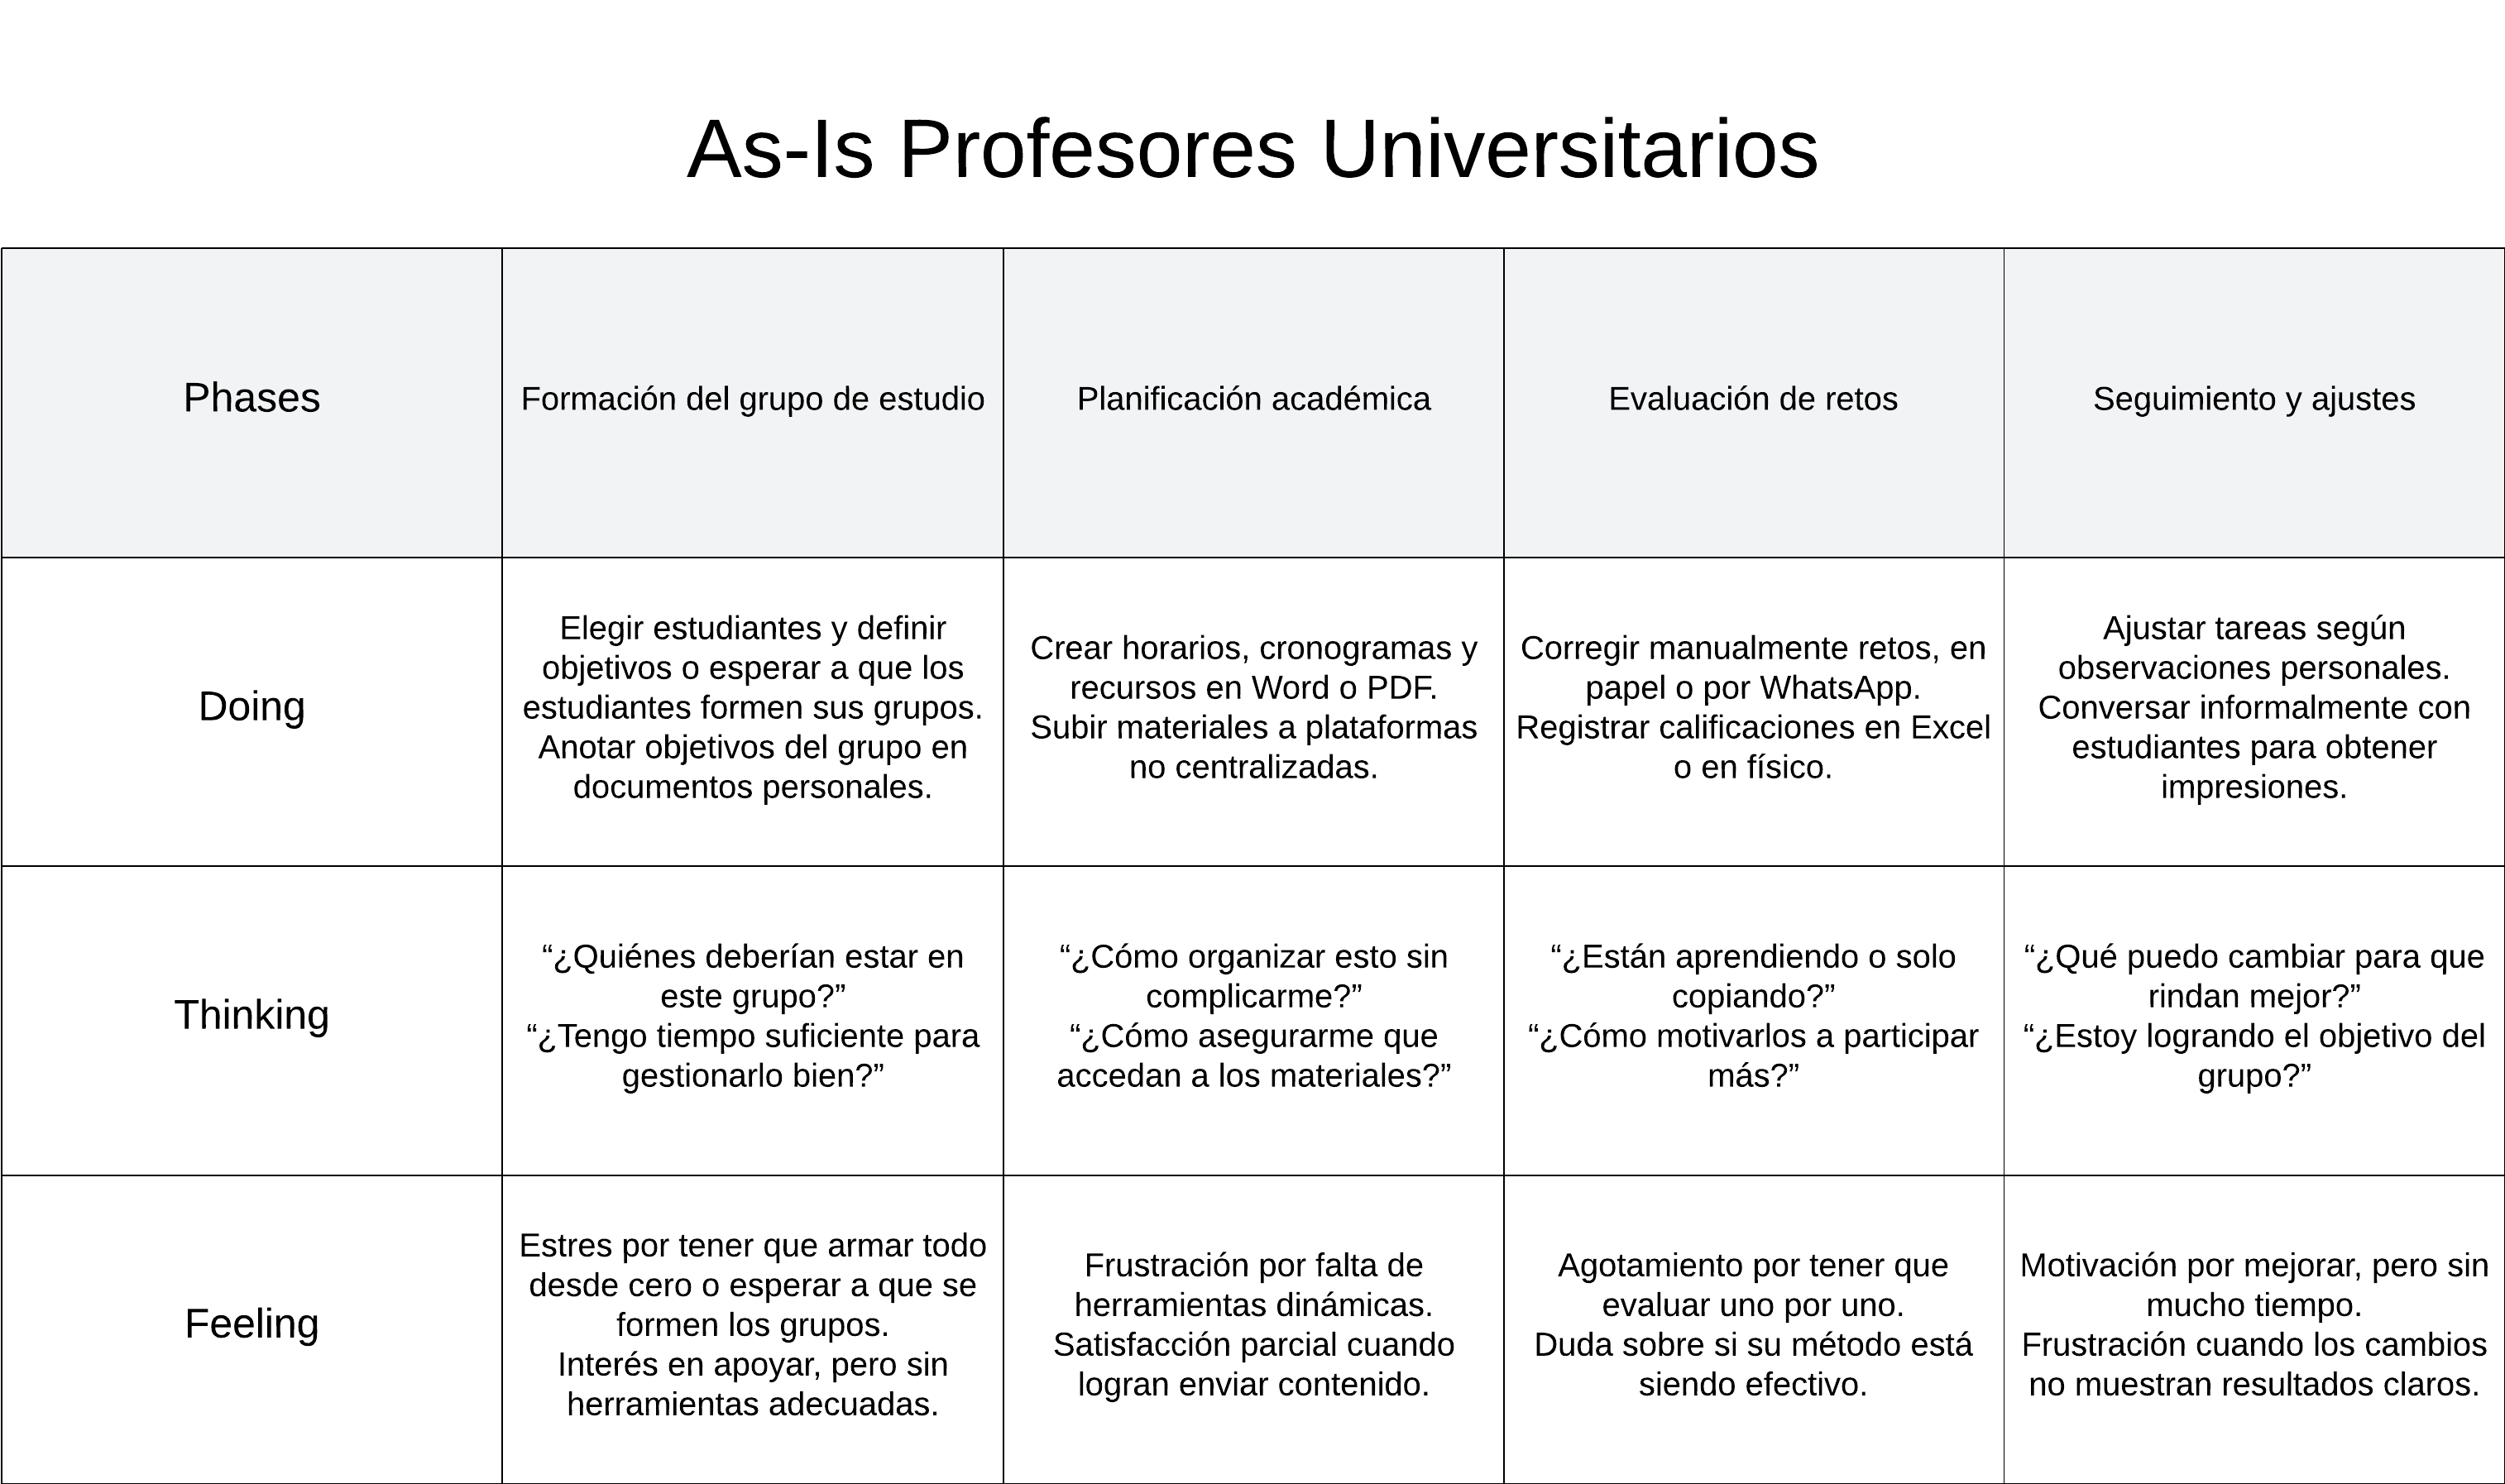 As-Is Profesores Universitarios
Phases
Formación del grupo de estudio
Planificación académica
Evaluación de retos
Seguimiento y ajustes
Doing
Elegir estudiantes y definir
objetivos o esperar a que los
estudiantes formen sus grupos.
Anotar objetivos del grupo en
documentos personales.
Crear horarios, cronogramas y
recursos en Word o PDF.
Subir materiales a plataformas
no centralizadas.
Corregir manualmente retos, en
papel o por WhatsApp.
Registrar calificaciones en Excel
o en físico.
Ajustar tareas según
observaciones personales.
Conversar informalmente con
estudiantes para obtener
impresiones.
Thinking
“¿Quiénes deberían estar en
este grupo?”
“¿Tengo tiempo suficiente para
gestionarlo bien?”
“¿Cómo organizar esto sin
complicarme?”
“¿Cómo asegurarme que
accedan a los materiales?”
“¿Están aprendiendo o solo
copiando?”
“¿Cómo motivarlos a participar
más?”
“¿Qué puedo cambiar para que
rindan mejor?”
“¿Estoy logrando el objetivo del
grupo?”
Feeling
Estres por tener que armar todo
desde cero o esperar a que se
formen los grupos.
Interés en apoyar, pero sin
herramientas adecuadas.
Frustración por falta de
herramientas dinámicas.
Satisfacción parcial cuando
logran enviar contenido.
Agotamiento por tener que
evaluar uno por uno.
Duda sobre si su método está
siendo efectivo.
Motivación por mejorar, pero sin
mucho tiempo.
Frustración cuando los cambios
no muestran resultados claros.